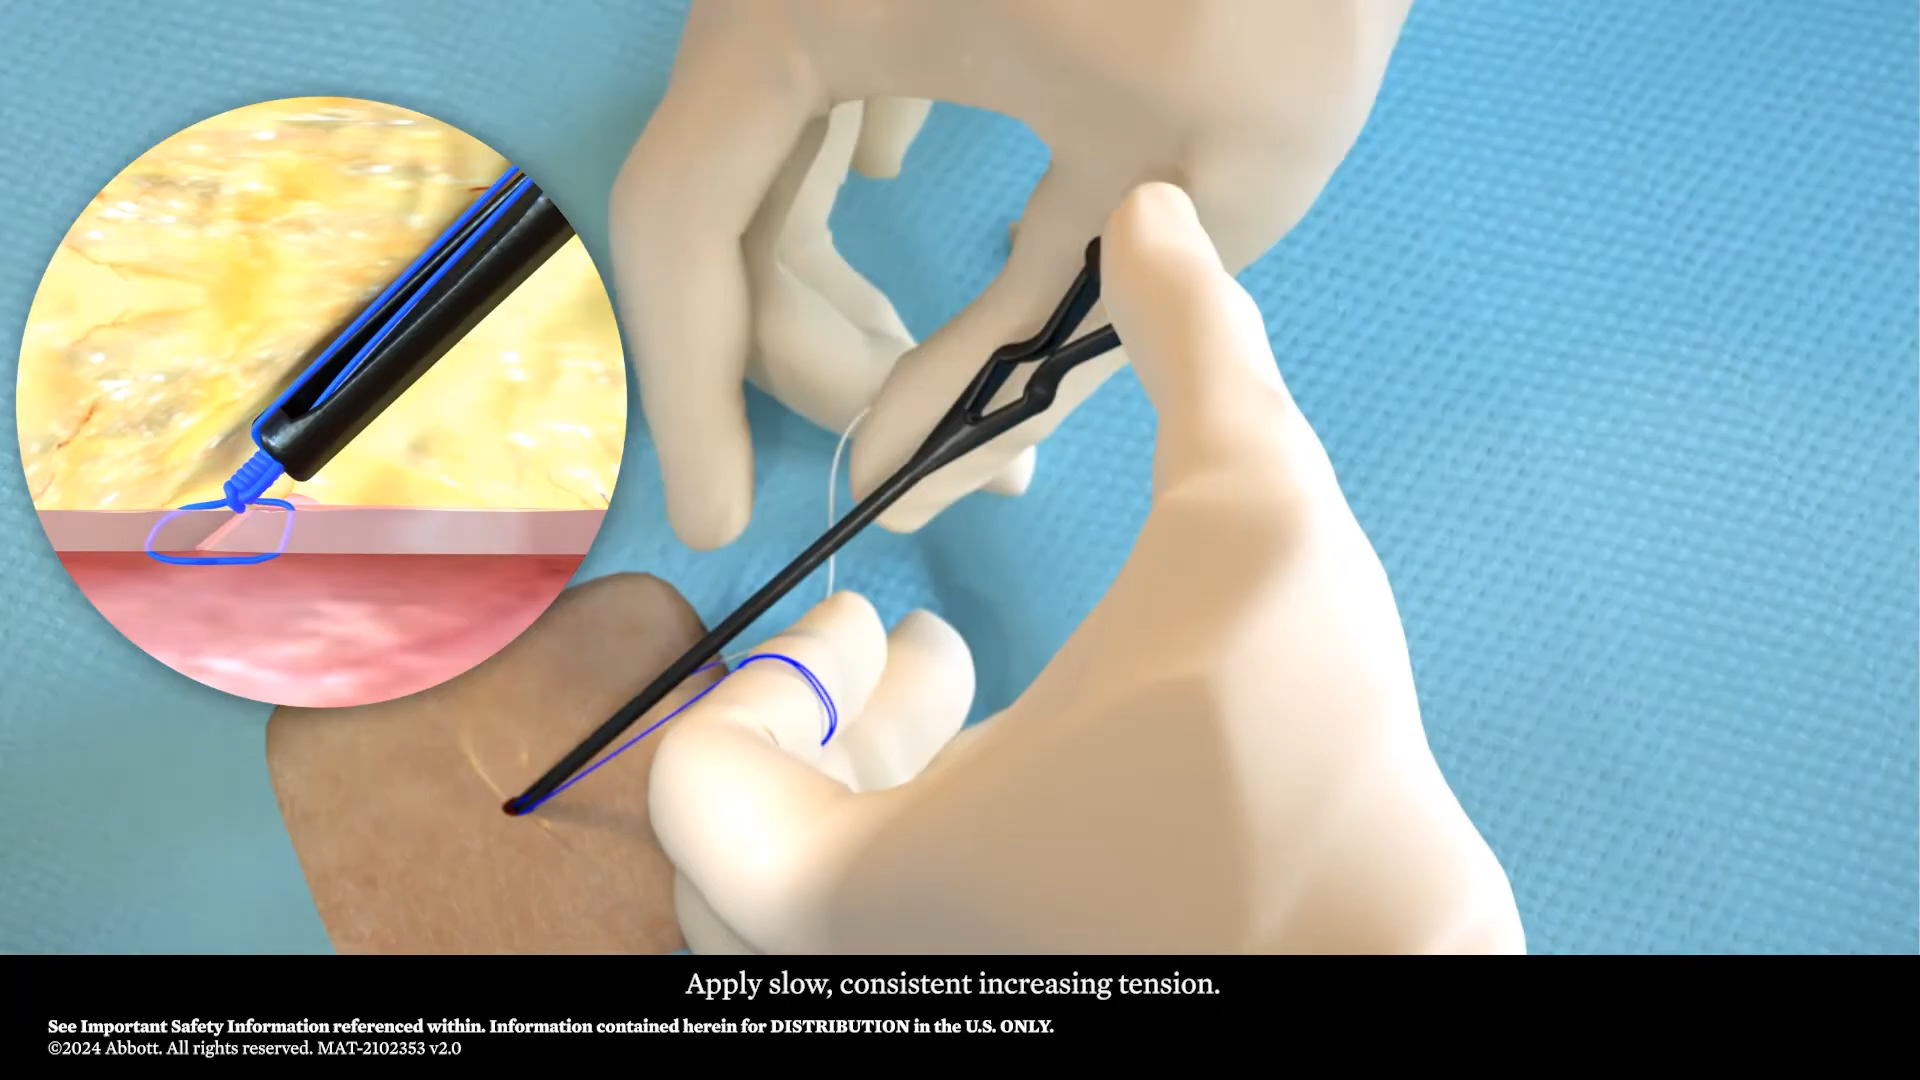 Apply slow, consistent increasing tension.
See Important Safety Information referenced within. Information contained herein for DISTRIBUTION in the U.S. ONLY.
©2024 Abbott. All rights reserved. MAT-2102353 v2.0